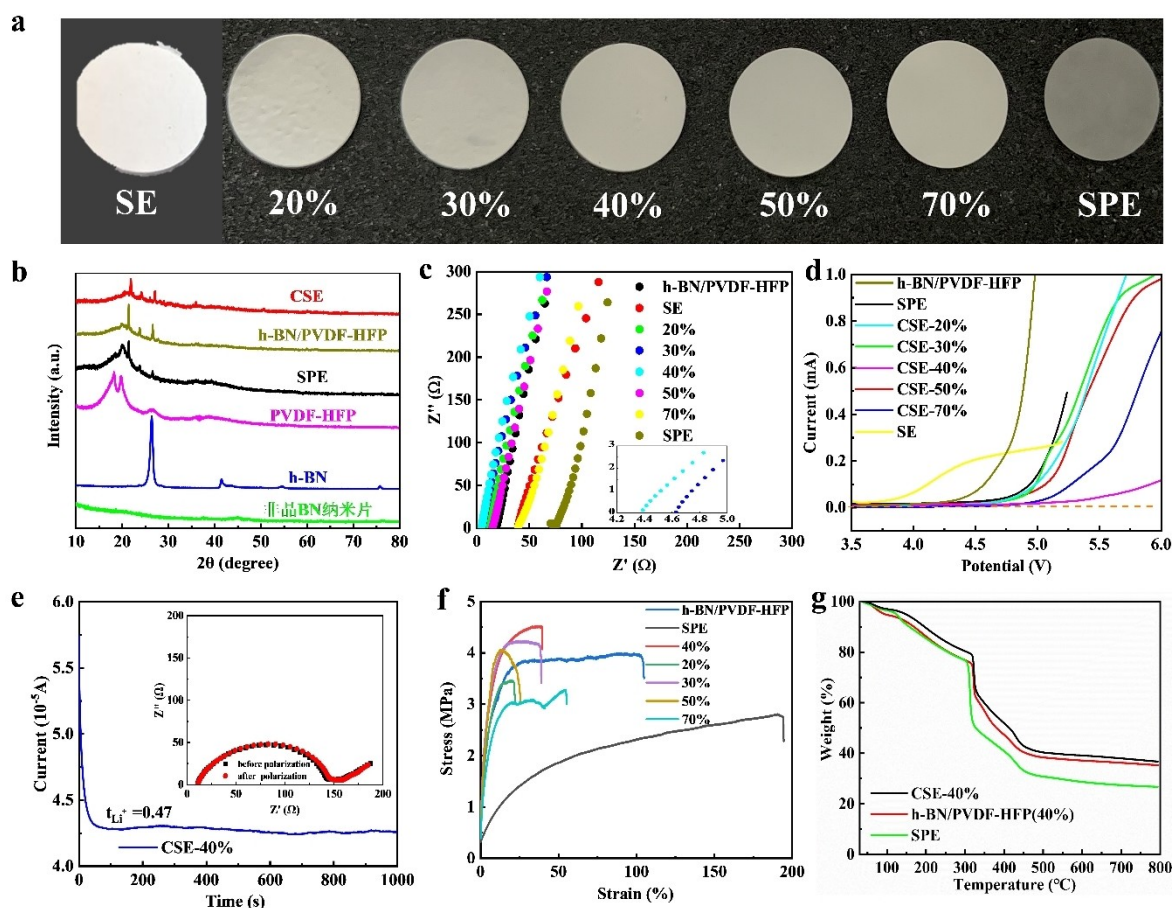 a
SE
20%
30%
40%
50%
70%
SPE
b
CSE
h-BN/PVDF-HFP
SPE
PVDF-HFP
h-BN
非晶BN纳米片
Intensity (a.u.)
10 20 30 40 50 60 70 80
2θ (degree)
c
300
250
200
150
100
50
0
Z'' (Ω)
h-BN/PVDF-HFP
SE
20%
30%
40%
50%
70%
SPE
3
2
1
0
4.2 4.4 4.6 4.8 5.0
0 50 100 150 200 250 300
Z' (Ω)
d
1.0
0.8
0.6
0.4
0.2
0.0
Current (mA)
h-BN/PVDF-HFP
SPE
CSE-20%
CSE-30%
CSE-40%
CSE-50%
CSE-70%
SE
3.5 4.0 4.5 5.0 5.5 6.0
Potential (V)
e
6.0
5.5
5.0
4.5
4.0
Current (10⁻⁵A)
200
150
100
50
0
Z'' (Ω)
before polarization
after polarization
0 50 100 150 200
Z' (Ω)
tLi⁺ =0.47
CSE-40%
0 200 400 600 800 1000
Time (s)
f
7
6
5
4
3
2
1
0
Stress (MPa)
h-BN/PVDF-HFP
SPE
40%
20%
30%
50%
70%
0 50 100 150 200
Strain (%)
g
100
80
60
40
20
0
Weight (%)
CSE-40%
h-BN/PVDF-HFP(40%)
SPE
100 200 300 400 500 600 700 800
Temperature (℃)